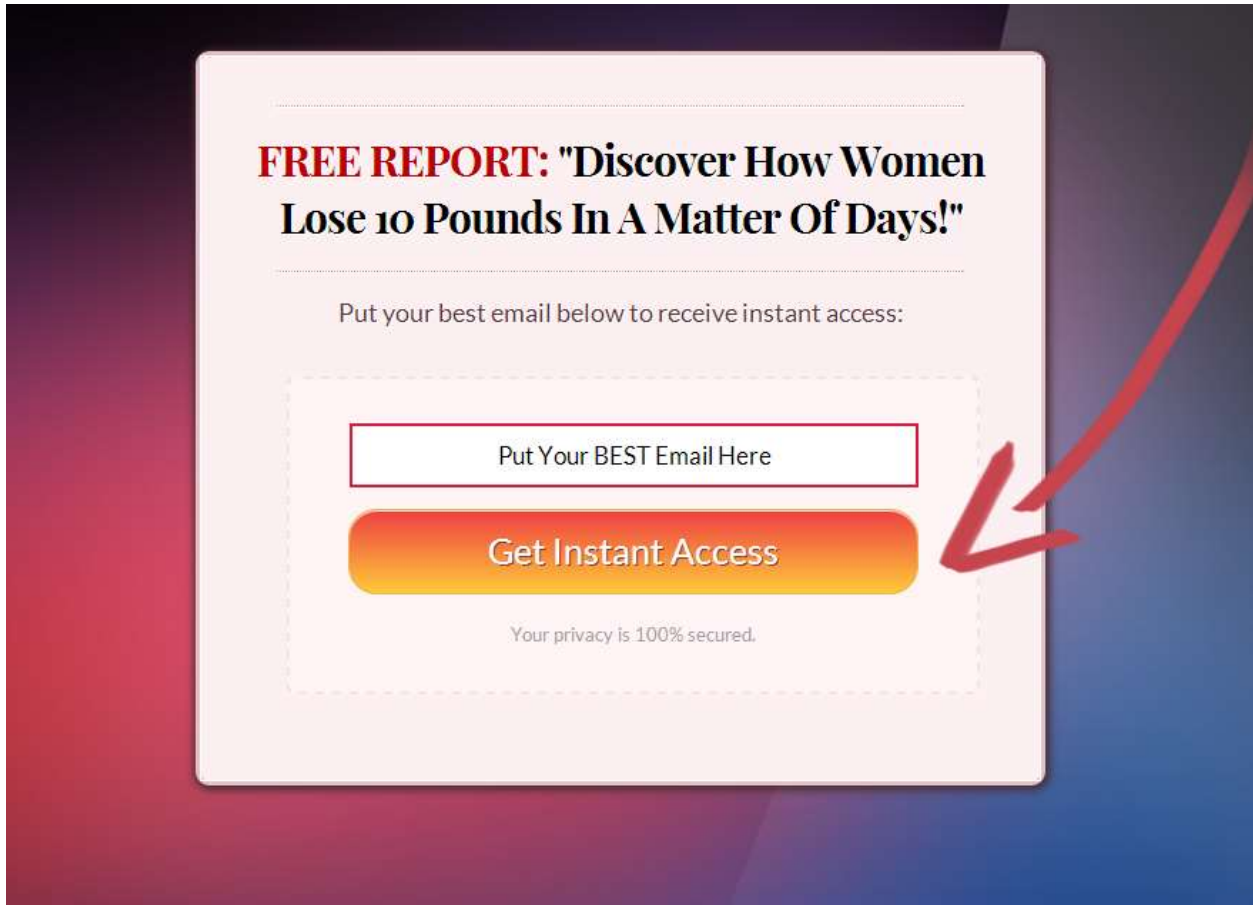 FREE REPORT: "Discover How Women
Lose 10 Pounds In A Matter Of Days!"
Put your best email below to receive instant access:
Put Your BEST Email Here
Get Instant Access
Your privacy is 100% secured.